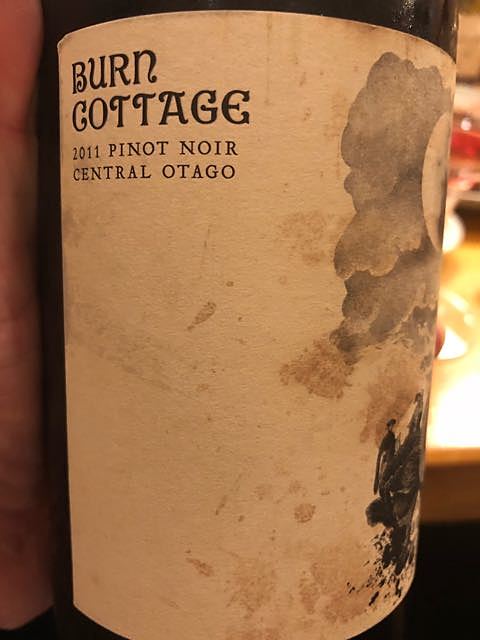 BURN
COTTAGE
2011 PINOT NOIR
CENTRAL OTAGO